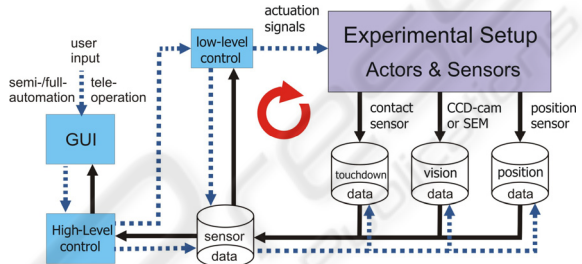 actuation
signals
user
input
low-level
control
Experimental Setup
Actors & Sensors
semi-/full-
automation
tele-
operation
contact
sensor
CCD-cam
or SEM
position
sensor
GUI
touchdown
data
vision
data
position
data
High-Level
control
sensor
data